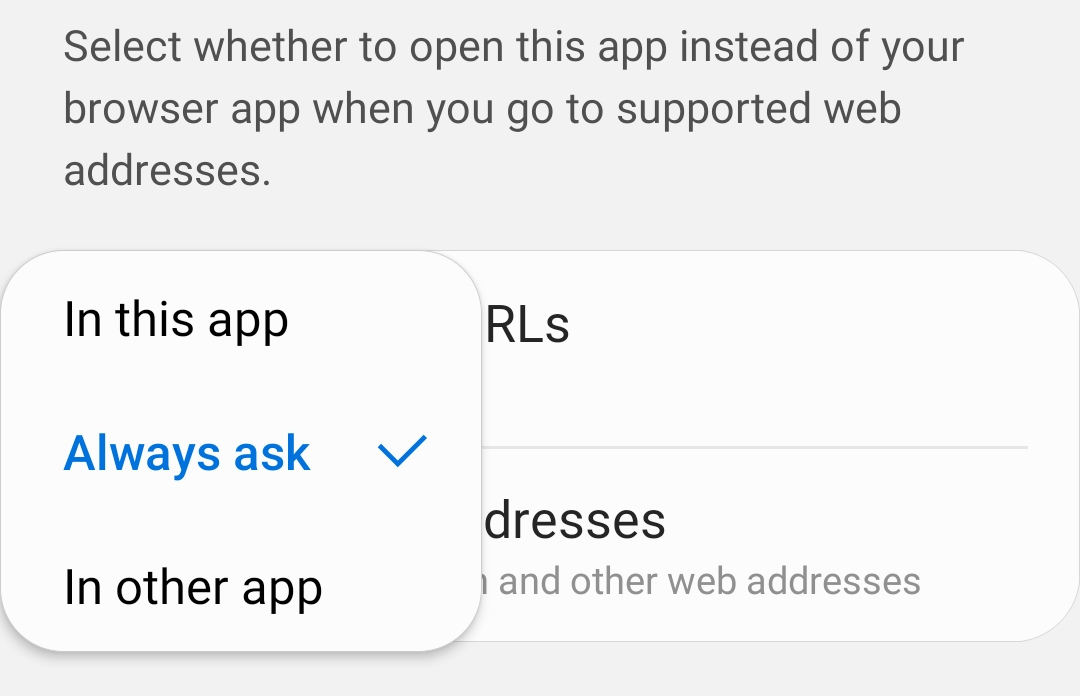 Select whether to open this app instead of your
browser app when you go to supported web
addresses.
In this app
RLs
Always ask
dresses
and other web addresses
In other app